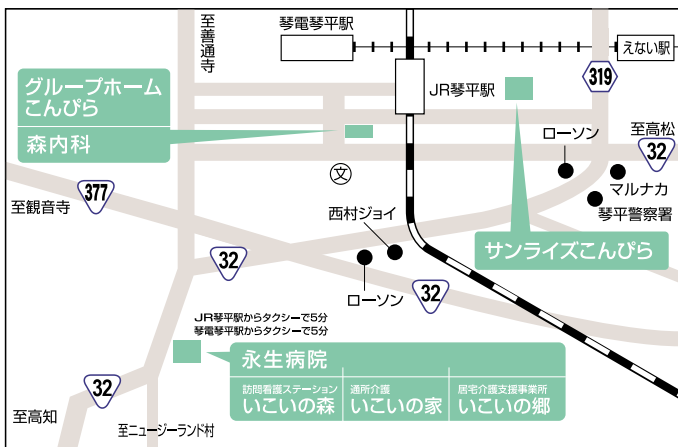 至善通寺
琴電琴平駅
えない駅
319
JR琴平駅
グループホーム
こんぴら
森内科
ローソン
至高松
32
マルナカ
琴平警察署
文
377
至観音寺
西村ジョイ
サンライズこんぴら
32
ローソン
32
JR琴平駅からタクシーで5分
琴電琴平駅からタクシーで5分
永生病院
訪問看護ステーション
いこいの森
通所介護
いこいの家
居宅介護支援事業所
いこいの郷
32
至高知
至ニュージーランド村